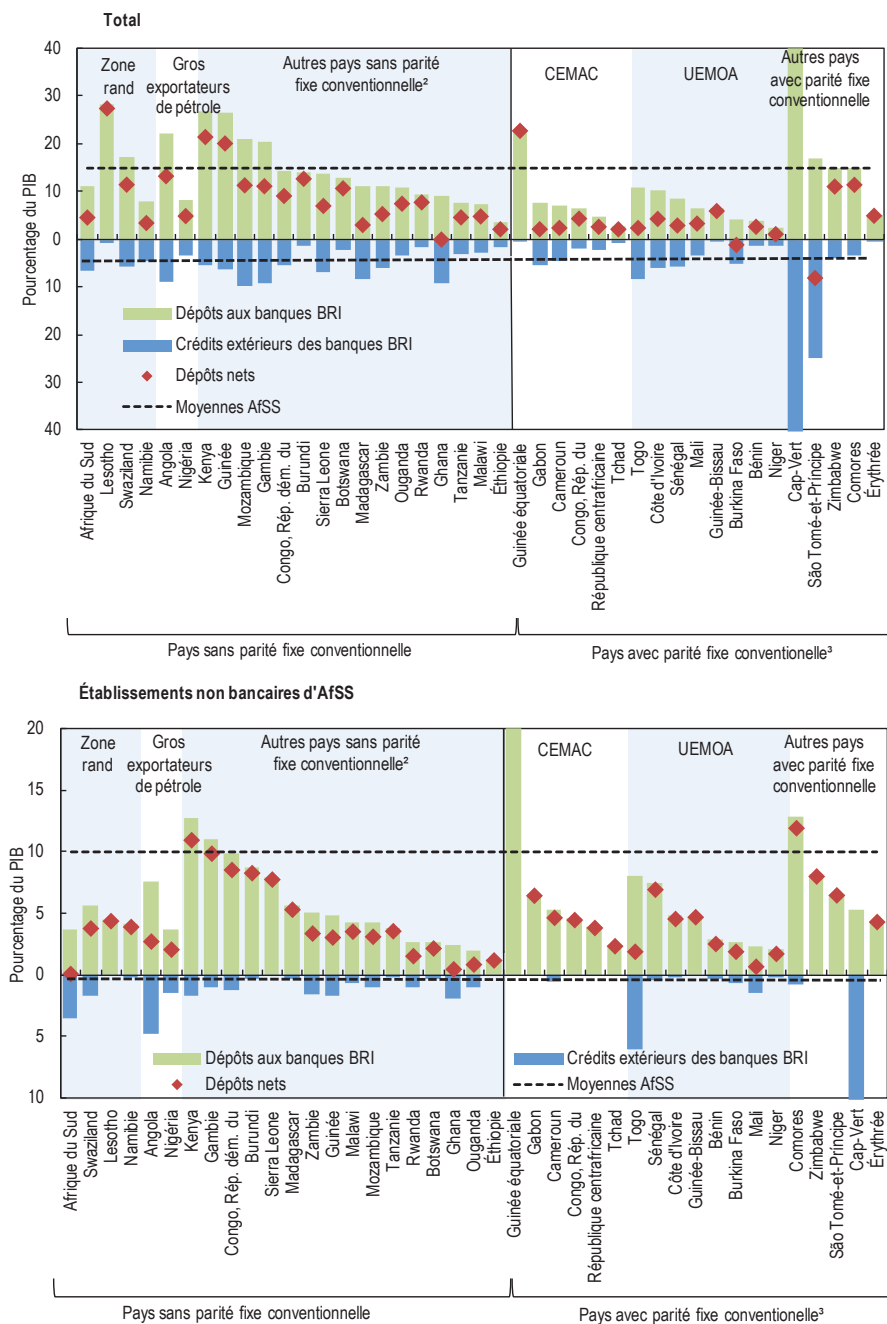 Total
40
30
20
10
0
10
20
30
40
Pourcentage du PIB
Zone
rand
Gros
exportateurs
de pétrole
Autres pays sans parité
fixe conventionnelle²
CEMAC
UEMOA
Autres pays
avec parité fixe
conventionnelle
Dépôts aux banques BRI
Crédits extérieurs des banques BRI
Dépôts nets
Moyennes AfSS
Afrique du Sud
Lesotho
Swaziland
Namibie
Angola
Nigéria
Kenya
Guinée
Mozambique
Gambie
Congo, Rép. dém. du
Burundi
Sierra Leone
Botswana
Madagascar
Zambie
Ouganda
Rwanda
Ghana
Tanzanie
Malawi
Éthiopie
Guinée équatoriale
Gabon
Cameroun
Congo, Rép. du
République centrafricaine
Tchad
Togo
Côte d'Ivoire
Sénégal
Mali
Guinée-Bissau
Burkina Faso
Bénin
Niger
Cap-Vert
São Tomé-et-Príncipe
Zimbabwe
Comores
Érythrée
Pays sans parité fixe conventionnelle
Pays avec parité fixe conventionelle³
Établissements non bancaires d'AfSS
20
15
10
5
0
5
10
Pourcentage du PIB
Zone
rand
Gros
exportateurs
de pétrole
Autres pays sans parité
fixe conventionnelle²
CEMAC
UEMOA
Autres pays
avec parité fixe
conventionnelle
Dépôts aux banques BRI
Dépôts nets
Crédits extérieurs des banques BRI
Moyennes AfSS
Afrique du Sud
Swaziland
Lesotho
Namibie
Angola
Nigéria
Kenya
Gambie
Congo, Rép. dém. du
Burundi
Sierra Leone
Madagascar
Zambie
Guinée
Malawi
Mozambique
Tanzanie
Rwanda
Botswana
Ghana
Ouganda
Éthiopie
Guinée équatoriale
Gabon
Cameroun
Congo, Rép. du
République centrafricaine
Tchad
Togo
Sénégal
Côte d'Ivoire
Guinée-Bissau
Bénin
Burkina Faso
Mali
Niger
Comores
Zimbabwe
São Tomé-et-Príncipe
Cap-Vert
Érythrée
Pays sans parité fixe conventionnelle
Pays avec parité fixe conventionnelle³